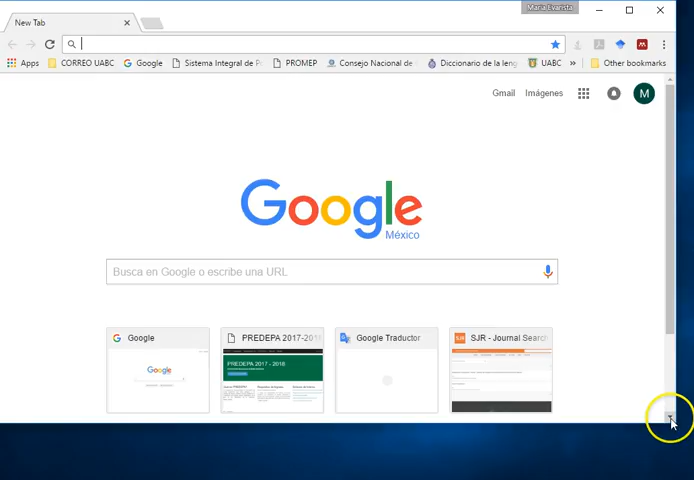 Maria Evarista
New Tab
Apps CORREO UABC Google Sistema Integral de PROMEP Consejo Nacional de Diccionario de la leng UABC » Other bookmarks
Gmail Imágenes M
Google
México
Busca en Google o escribe una URL
G Google PREDEPA 2017-2018 Google Traductor SJR - Journal Search
Google PREDEPA 2017 - 2018